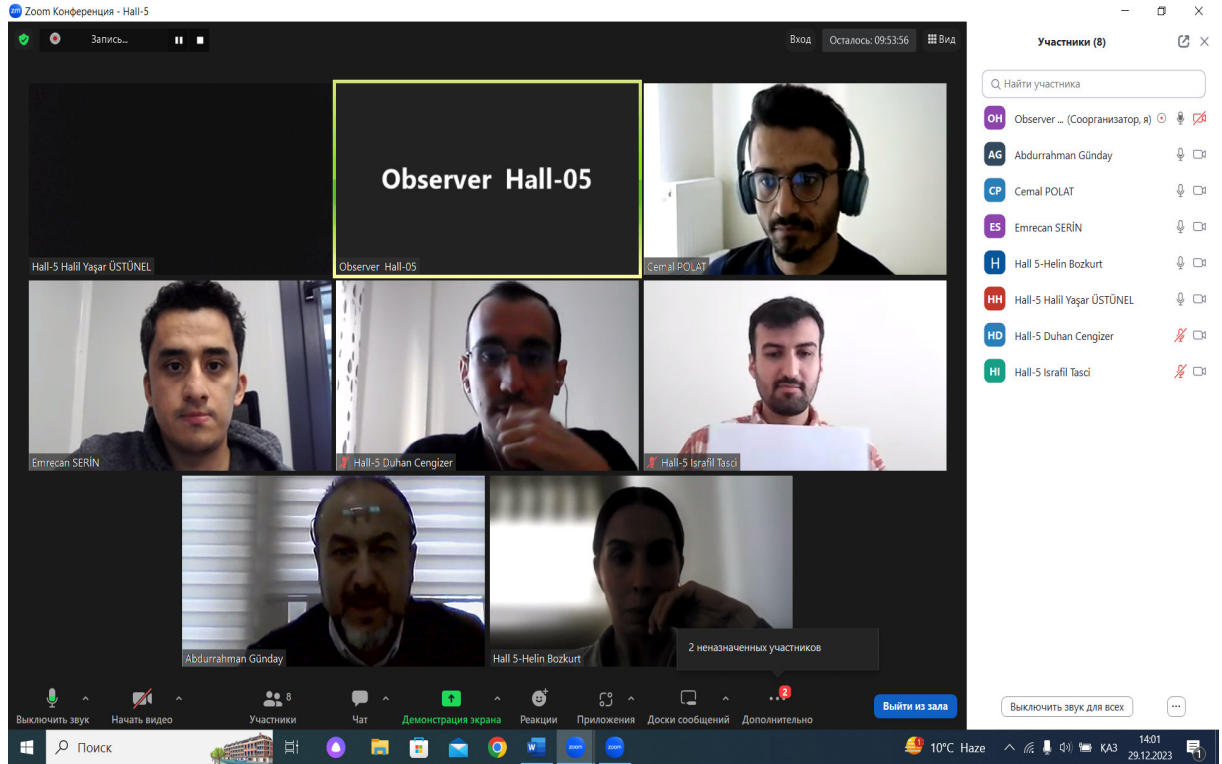 zm Zoom Конференция - Hall-5
Запись...
Вход
Осталось: 09:53:56
Вид
Hall-5 Halil Yaşar ÜSTÜNEL
Observer Hall-05
Observer Hall-05
Cemal POLAT
Emrecan SERİN
Hall-5 Duhan Cengizer
Hall-5 Israfil Tasci
Abdurrahman Günday
Hall 5-Helin Bozkurt
2 неназначенных участников
Участники (8)
Найти участника
OH Observer ... (Соорганизатор, я)
AG Abdurrahman Günday
CP Cemal POLAT
ES Emrecan SERİN
H Hall 5-Helin Bozkurt
HH Hall-5 Halil Yaşar ÜSTÜNEL
HD Hall-5 Duhan Cengizer
HI Hall-5 Israfil Tasci
8
2
Выключить звук
Начать видео
Участники
Чат
Демонстрация экрана
Реакции
Приложения
Доски сообщений
Дополнительно
Выйти из зала
Выключить звук для всех
Поиск
W
zoom
zoom
10°C Haze
ҚАЗ
14:01
29.12.2023
1